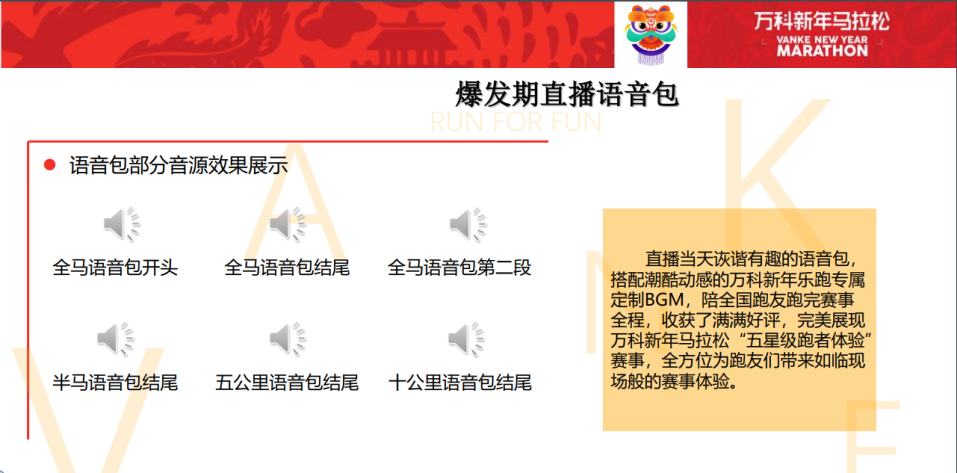 万科新年马拉松
VANKE NEW YEAR
MARATHON
爆发期直播语音包
RUN FOR FUN
语音包部分音源效果展示
全马语音包开头
全马语音包结尾
全马语音包第二段
半马语音包结尾
五公里语音包结尾
十公里语音包结尾
直播当天诙谐有趣的语音包，
搭配潮酷动感的万科新年乐跑专属
定制BGM，陪全国跑友跑完赛事
全程，收获了满满好评，完美展现
万科新年马拉松“五星级跑者体验”
赛事，全方位为跑友们带来如临现
场般的赛事体验。
V
A
N
K
E